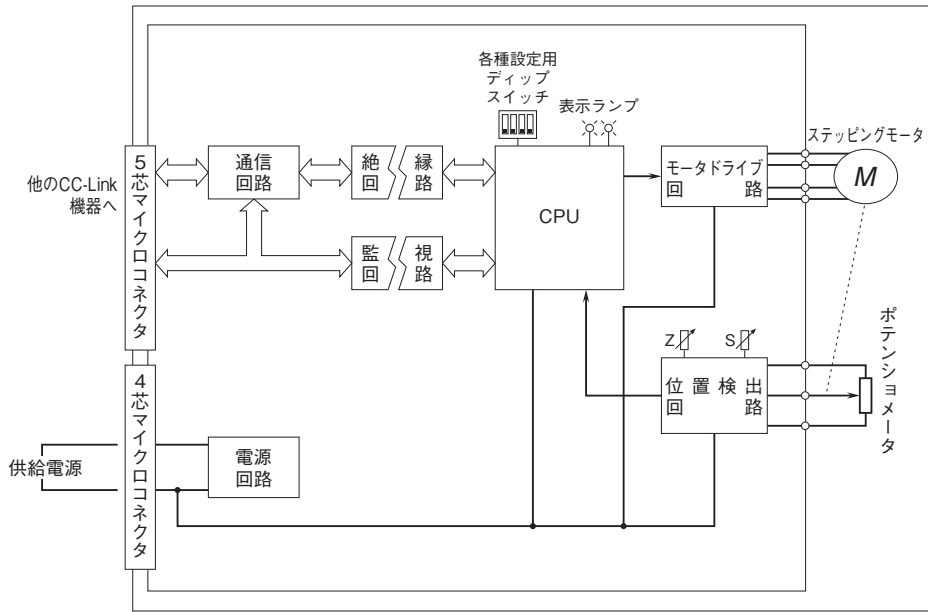 各種設定用
ディップ
スイッチ
表示ランプ
ステッピングモータ
他のCC-Link
機器へ
5芯マイクロコネクタ
通信
回路
絶縁
回路
CPU
モータドライブ
回路
M
監視
回路
Z
S
位置検出
回路
ポテンショメータ
供給電源
4芯マイクロコネクタ
電源
回路